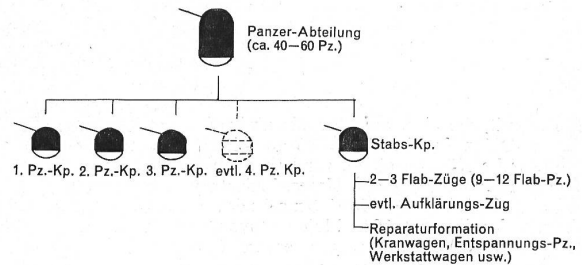 Panzer-Abteilung
(ca. 40—60 Pz.)
1. Pz.-Kp. 2. Pz.-Kp. 3. Pz.-Kp. evtl. 4. Pz. Kp.
Stabs-Kp.
2—3 Flab-Züge (9—12 Flab-Pz.)
evtl. Aufklärungs-Zug
Reparaturformation
(Kranwagen, Entspannungs-Pz.,
Werkstattwagen usw.)